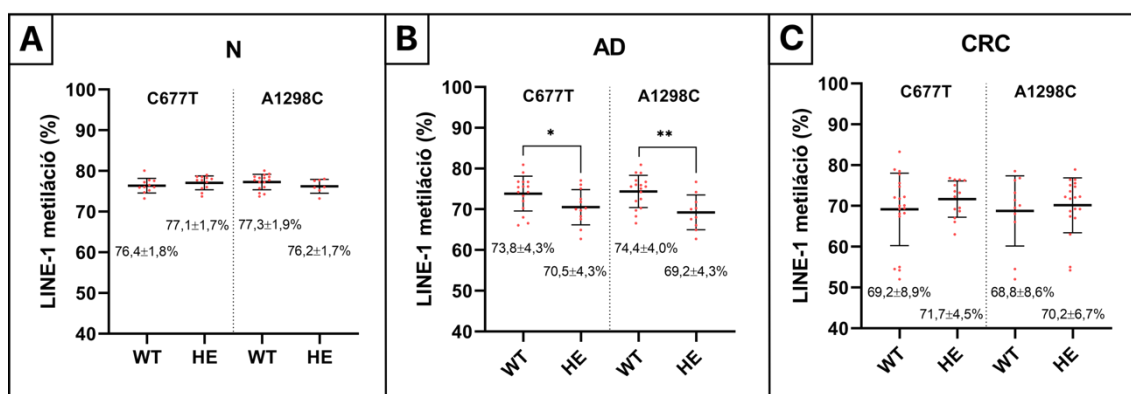 A
N
LINE-1 metiláció (%)
100
90
80
70
60
50
40
C677T
A1298C
77,1±1,7%
77,3±1,9%
76,4±1,8%
76,2±1,7%
WT
HE
WT
HE
B
AD
LINE-1 metiláció (%)
100
90
80
70
60
50
40
C677T
A1298C
*
**
73,8±4,3%
74,4±4,0%
70,5±4,3%
69,2±4,3%
WT
HE
WT
HE
C
CRC
LINE-1 metiláció (%)
100
90
80
70
60
50
40
C677T
A1298C
69,2±8,9%
68,8±8,6%
71,7±4,5%
70,2±6,7%
WT
HE
WT
HE